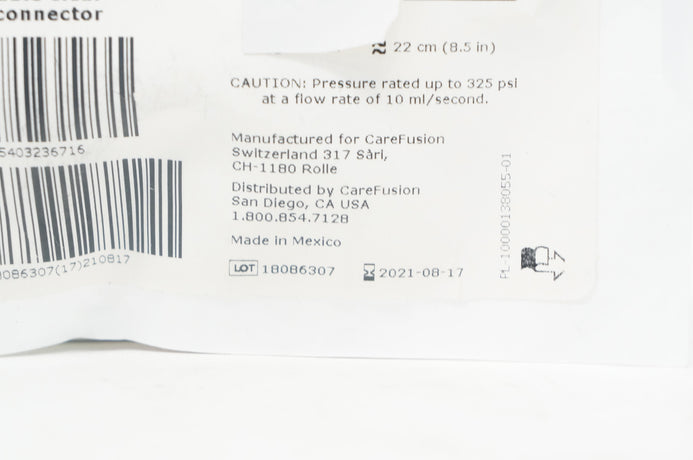 connector
5403236716
086307(17)210817
≈ 22 cm (8.5 in)
CAUTION: Pressure rated up to 325 psi
at a flow rate of 10 ml/second.
Manufactured for CareFusion
Switzerland 317 Sàrl,
CH-1180 Rolle
Distributed by CareFusion
San Diego, CA USA
1.800.854.7128
Made in Mexico
LOT 18086307
2021-08-17
PL-10000138055-01